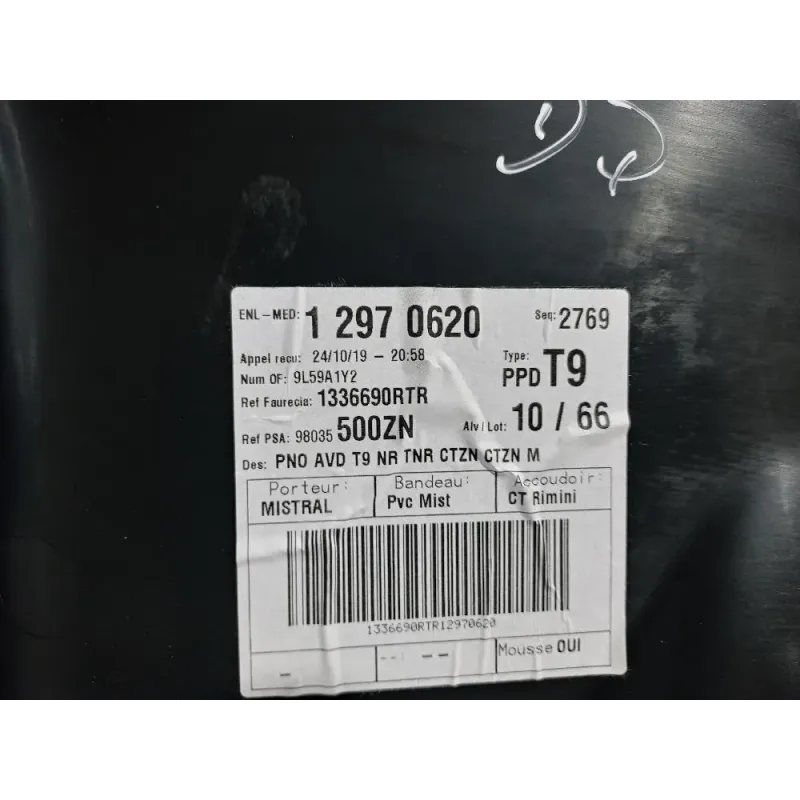 ENL-MED: 1 297 0620 Seq: 2769
Appel recu: 24/10/19 - 20:58 Type: PPD T9
Num OF: 9L59A1Y2
Ref Faurecia: 1336690RTR
Ref PSA: 98035 500ZN Alv/Lot: 10 / 66
Des: PNO AVD T9 NR TNR CTZN CTZN M
Porteur: Bandeau: Accoudoir:
MISTRAL Pvc Mist CT Rimini
1336690RTR12970620
- --: -- Mousse OUI